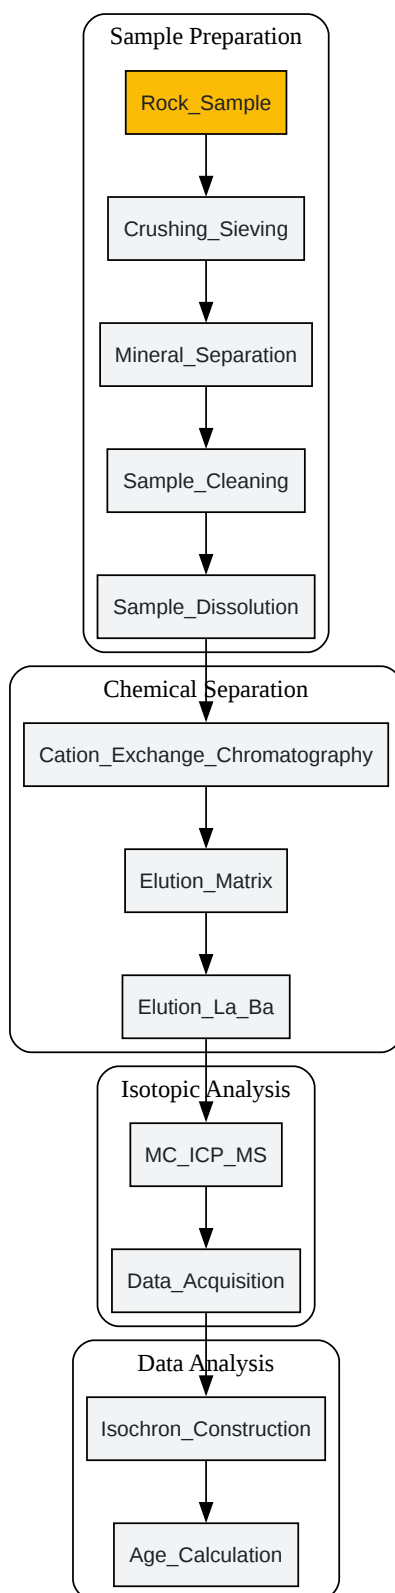 Sample Preparation
Rock_Sample
Crushing_Sieving
Mineral_Separation
Sample_Cleaning
Sample_Dissolution
Chemical Separation
Cation_Exchange_Chromatography
Elution_Matrix
Elution_La_Ba
Isotopic Analysis
MC_ICP_MS
Data_Acquisition
Data Analysis
Isochron_Construction
Age_Calculation